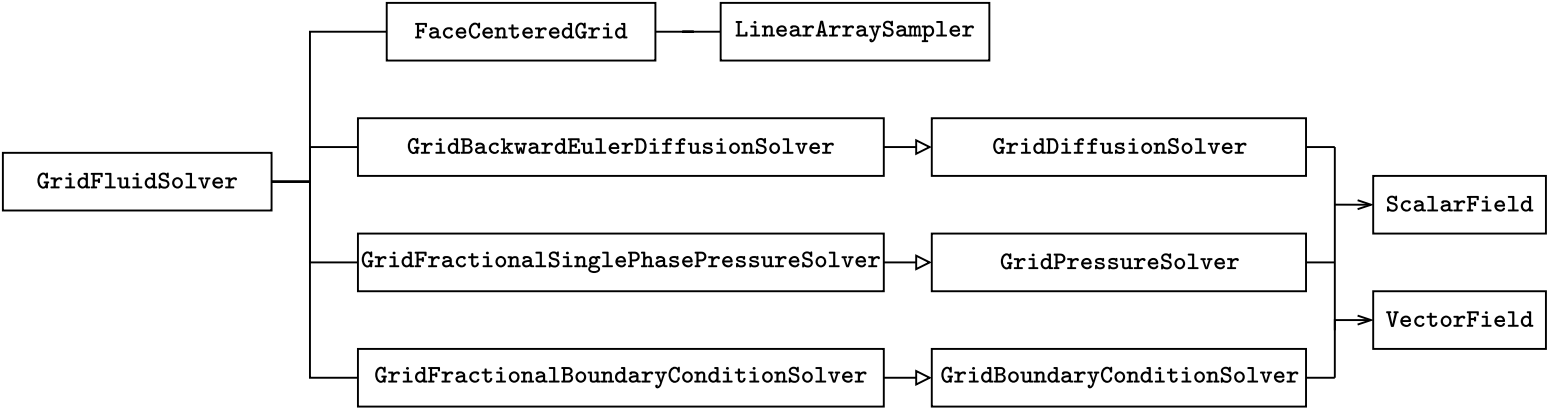 FaceCenteredGrid
LinearArraySampler
GridBackwardEulerDiffusionSolver
GridDiffusionSolver
GridFluidSolver
ScalarField
GridFractionalSinglePhasePressureSolver
GridPressureSolver
VectorField
GridFractionalBoundaryConditionSolver
GridBoundaryConditionSolver